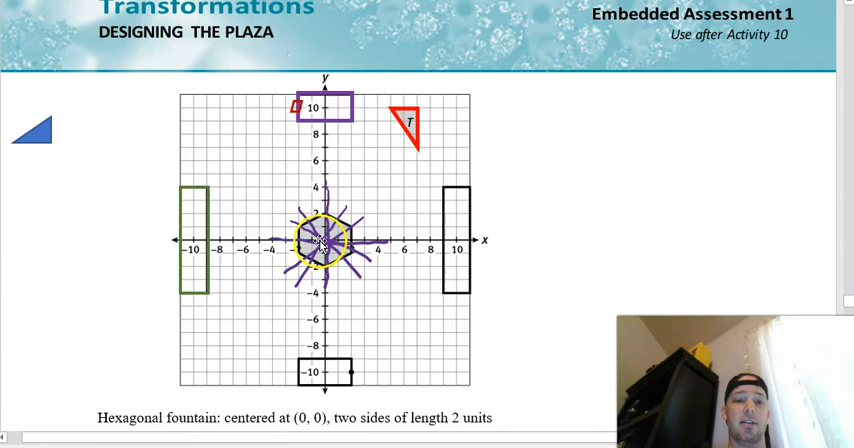 Transformations
Embedded Assessment 1
DESIGNING THE PLAZA
Use after Activity 10
y
10
T
8
6
4
2
-10 -8 -6 -4 4 6 8 10 x
-4
-6
-8
-10
Hexagonal fountain: centered at (0, 0), two sides of length 2 units